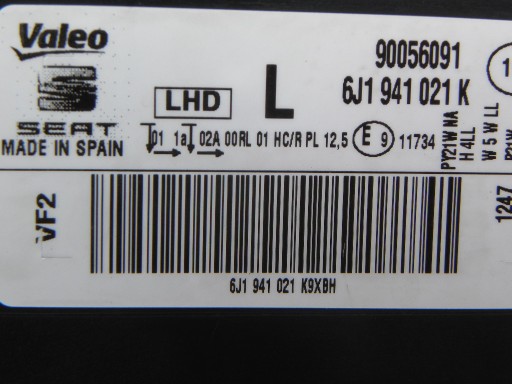 Valeo
90056091
1
LHD
L
6J1 941 021 K
SEAT
MADE IN SPAIN
01 1a 02A 00RL 01 HC/R PL 12,5 E 9 11734
PY21W NA
H 4LL
W 5 W LL
P21W
1247
VF2
6J1 941 021 K9XBH